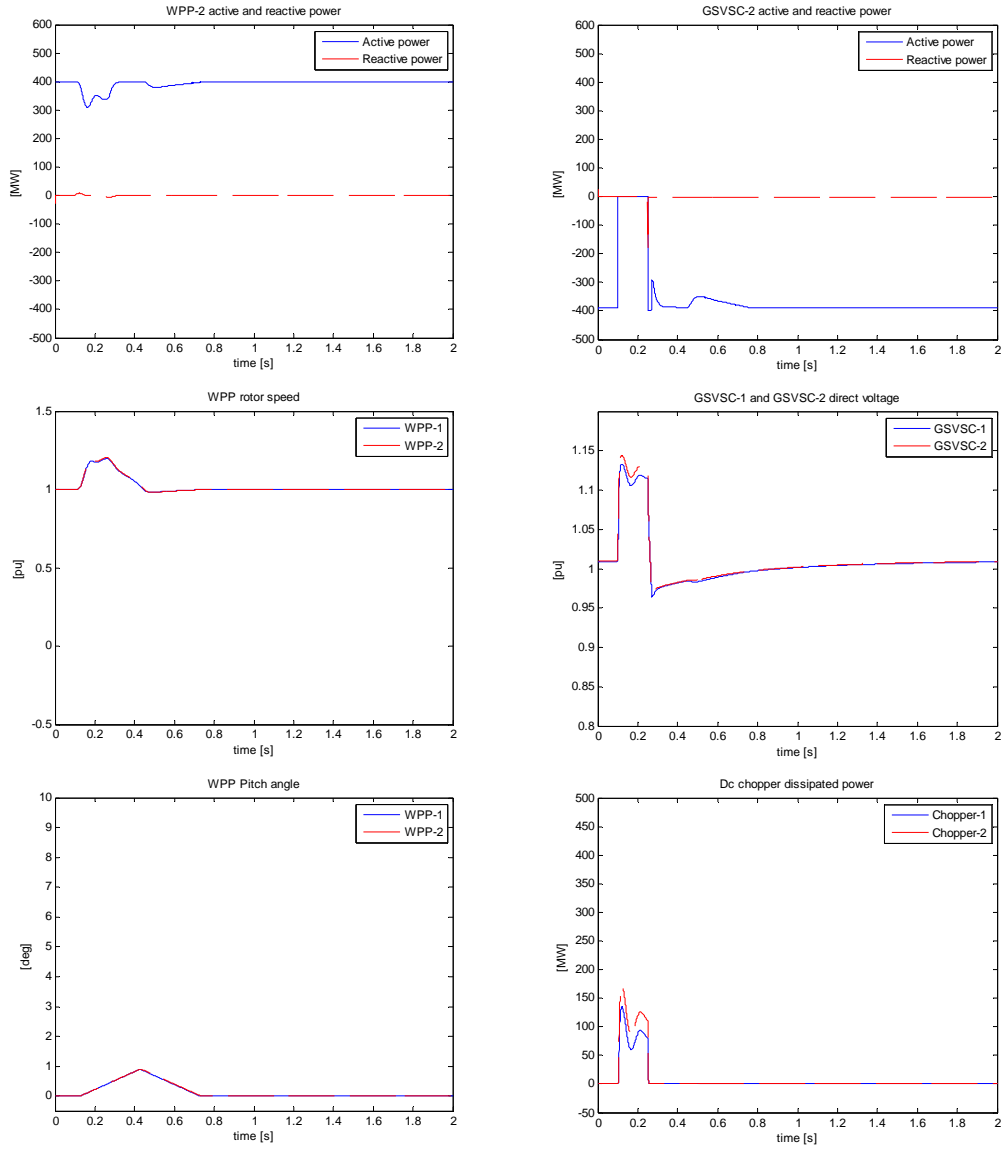 WPP-2 active and reactive power
600
500
400
300
200
100
0
-100
-200
-300
-400
-500
[MW]
0 0.2 0.4 0.6 0.8 1 1.2 1.4 1.6 1.8 2
time [s]
Active power
Reactive power
GSVSC-2 active and reactive power
600
500
400
300
200
100
0
-100
-200
-300
-400
-500
[MW]
0 0.2 0.4 0.6 0.8 1 1.2 1.4 1.6 1.8 2
time [s]
Active power
Reactive power
WPP rotor speed
1.5
1
0.5
0
-0.5
[pu]
0 0.2 0.4 0.6 0.8 1 1.2 1.4 1.6 1.8 2
time [s]
WPP-1
WPP-2
GSVSC-1 and GSVSC-2 direct voltage
1.15
1.1
1.05
1
0.95
0.9
0.85
0.8
[pu]
0 0.2 0.4 0.6 0.8 1 1.2 1.4 1.6 1.8 2
time [s]
GSVSC-1
GSVSC-2
WPP Pitch angle
10
9
8
7
6
5
4
3
2
1
0
[deg]
0 0.2 0.4 0.6 0.8 1 1.2 1.4 1.6 1.8 2
time [s]
WPP-1
WPP-2
Dc chopper dissipated power
500
450
400
350
300
250
200
150
100
50
0
-50
[MW]
0 0.2 0.4 0.6 0.8 1 1.2 1.4 1.6 1.8 2
time [s]
Chopper-1
Chopper-2